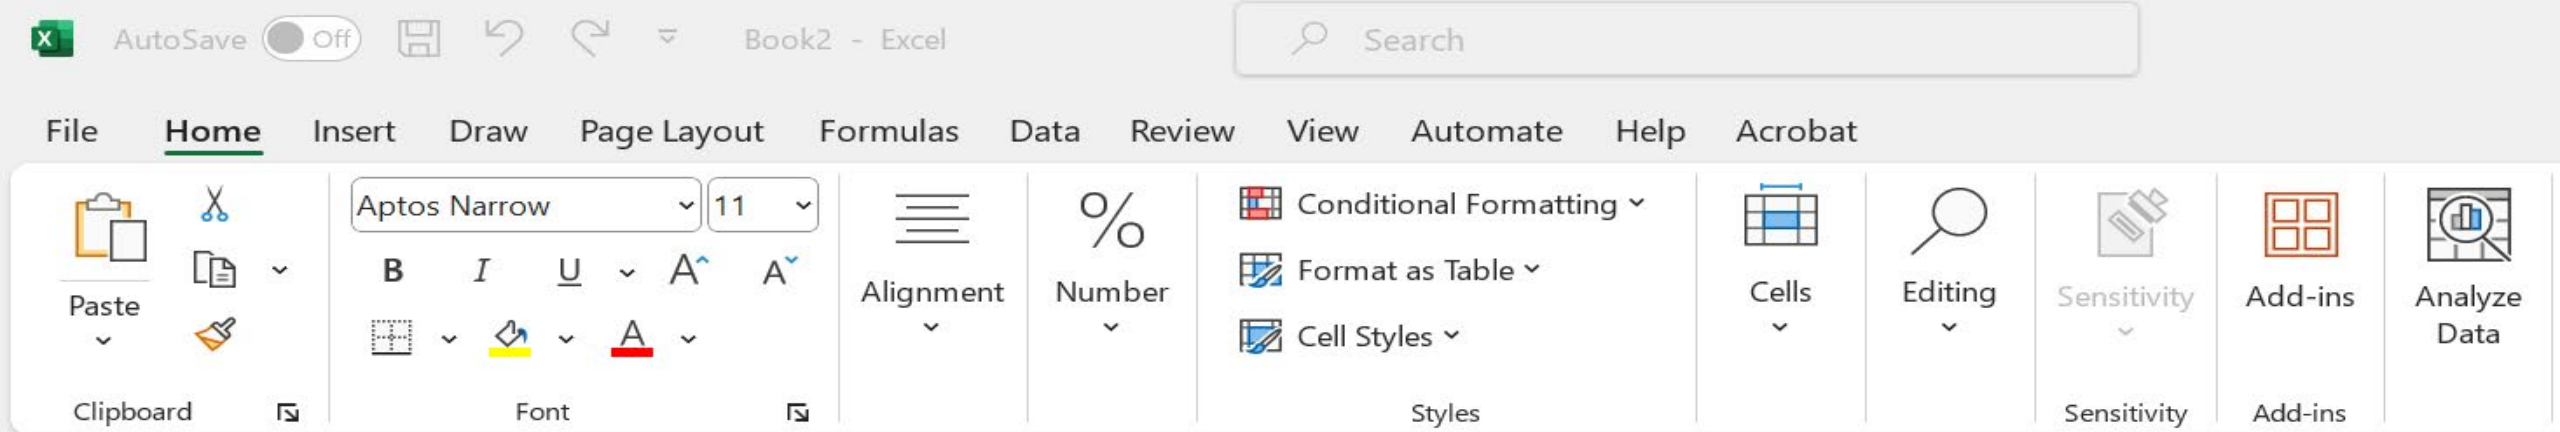 AutoSave Off Book2 - Excel Search
File Home Insert Draw Page Layout Formulas Data Review View Automate Help Acrobat
Paste
Clipboard
Aptos Narrow 11
B I U A A
A
Font
Alignment
% Number
Conditional Formatting
Format as Table
Cell Styles
Styles
Cells
Editing
Sensitivity
Sensitivity
Add-ins
Add-ins
Analyze
Data